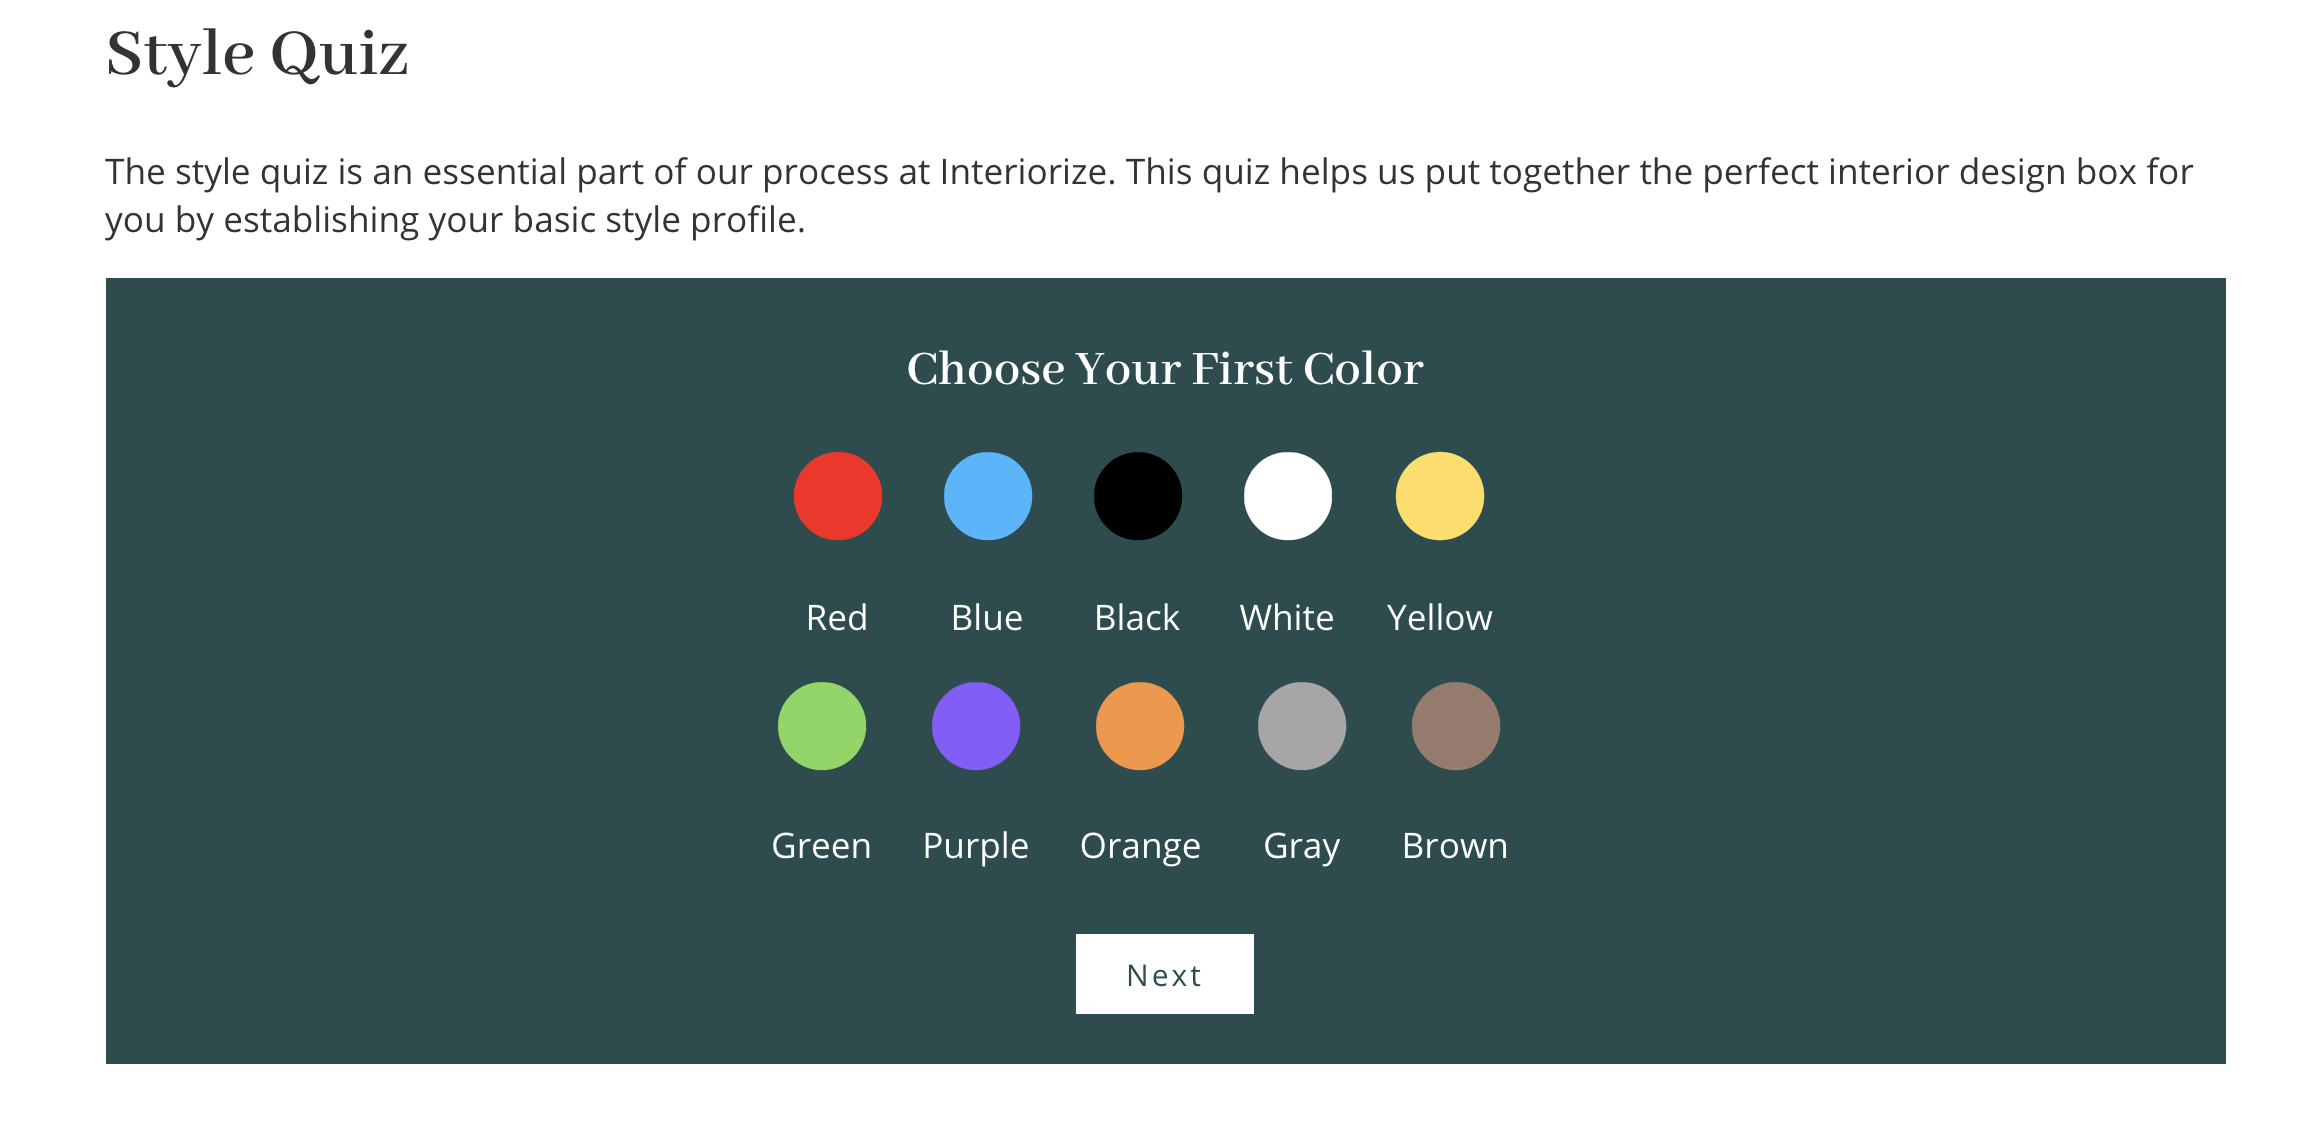 Style Quiz
The style quiz is an essential part of our process at Interiorize. This quiz helps us put together the perfect interior design box for
you by establishing your basic style profile.
Choose Your First Color
Red Blue Black White Yellow
Green Purple Orange Gray Brown
Next